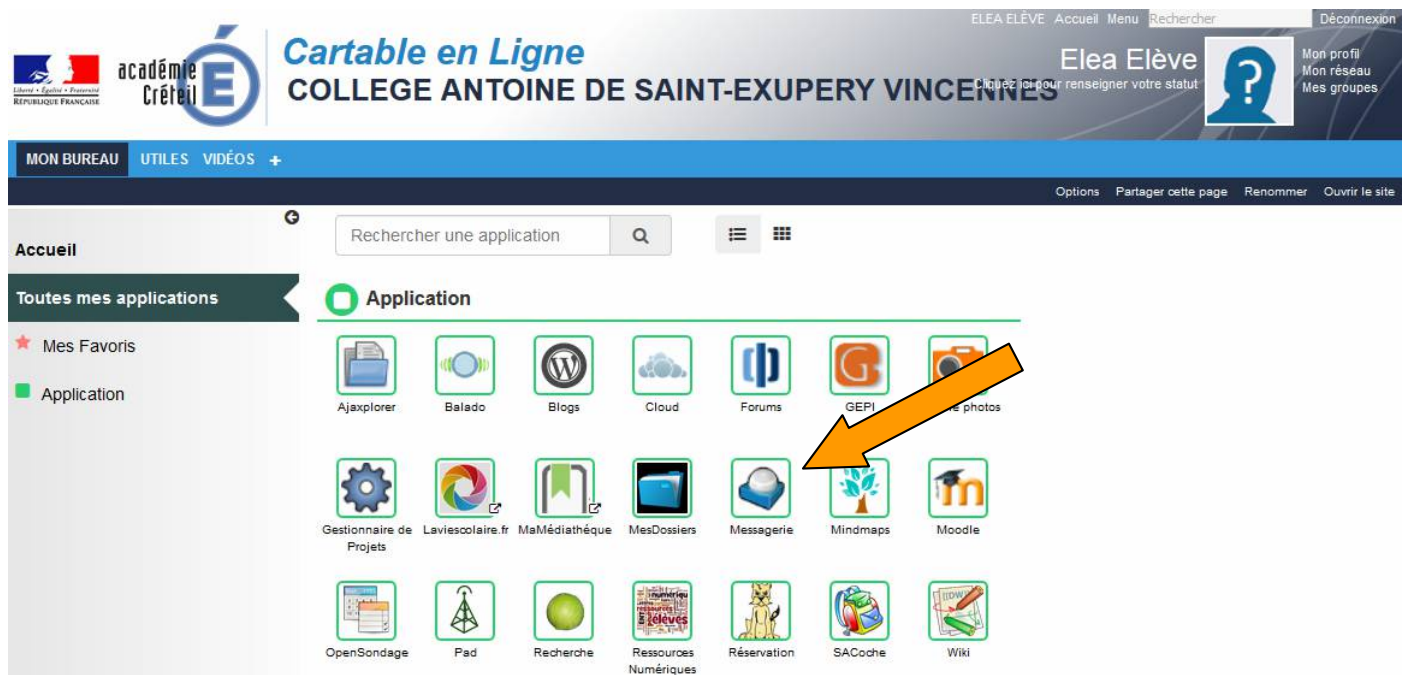 ELEA ELÈVE Accueil Menu Rechercher Déconnexion
Liberté • Égalité • Fraternité
RÉPUBLIQUE FRANÇAISE
académie
Créteil
É
Cartable en Ligne
COLLEGE ANTOINE DE SAINT-EXUPERY VINCENNES
Elea Elève
Cliquez ici pour renseigner votre statut
Mon profil
Mon réseau
Mes groupes
MON BUREAU UTILES VIDÉOS +
Options Partager cette page Renommer Ouvrir le site
Accueil
Toutes mes applications
Mes Favoris
Application
Rechercher une application
Application
Ajaxplorer Balado Blogs Cloud Forums GEPI photos
Gestionnaire de Projets Laviescolaire.fr MaMédiathéque MesDossiers Messagerie Mindmaps Moodle
OpenSondage Pad Recherche Ressources Numériques Réservation SACoche Wiki